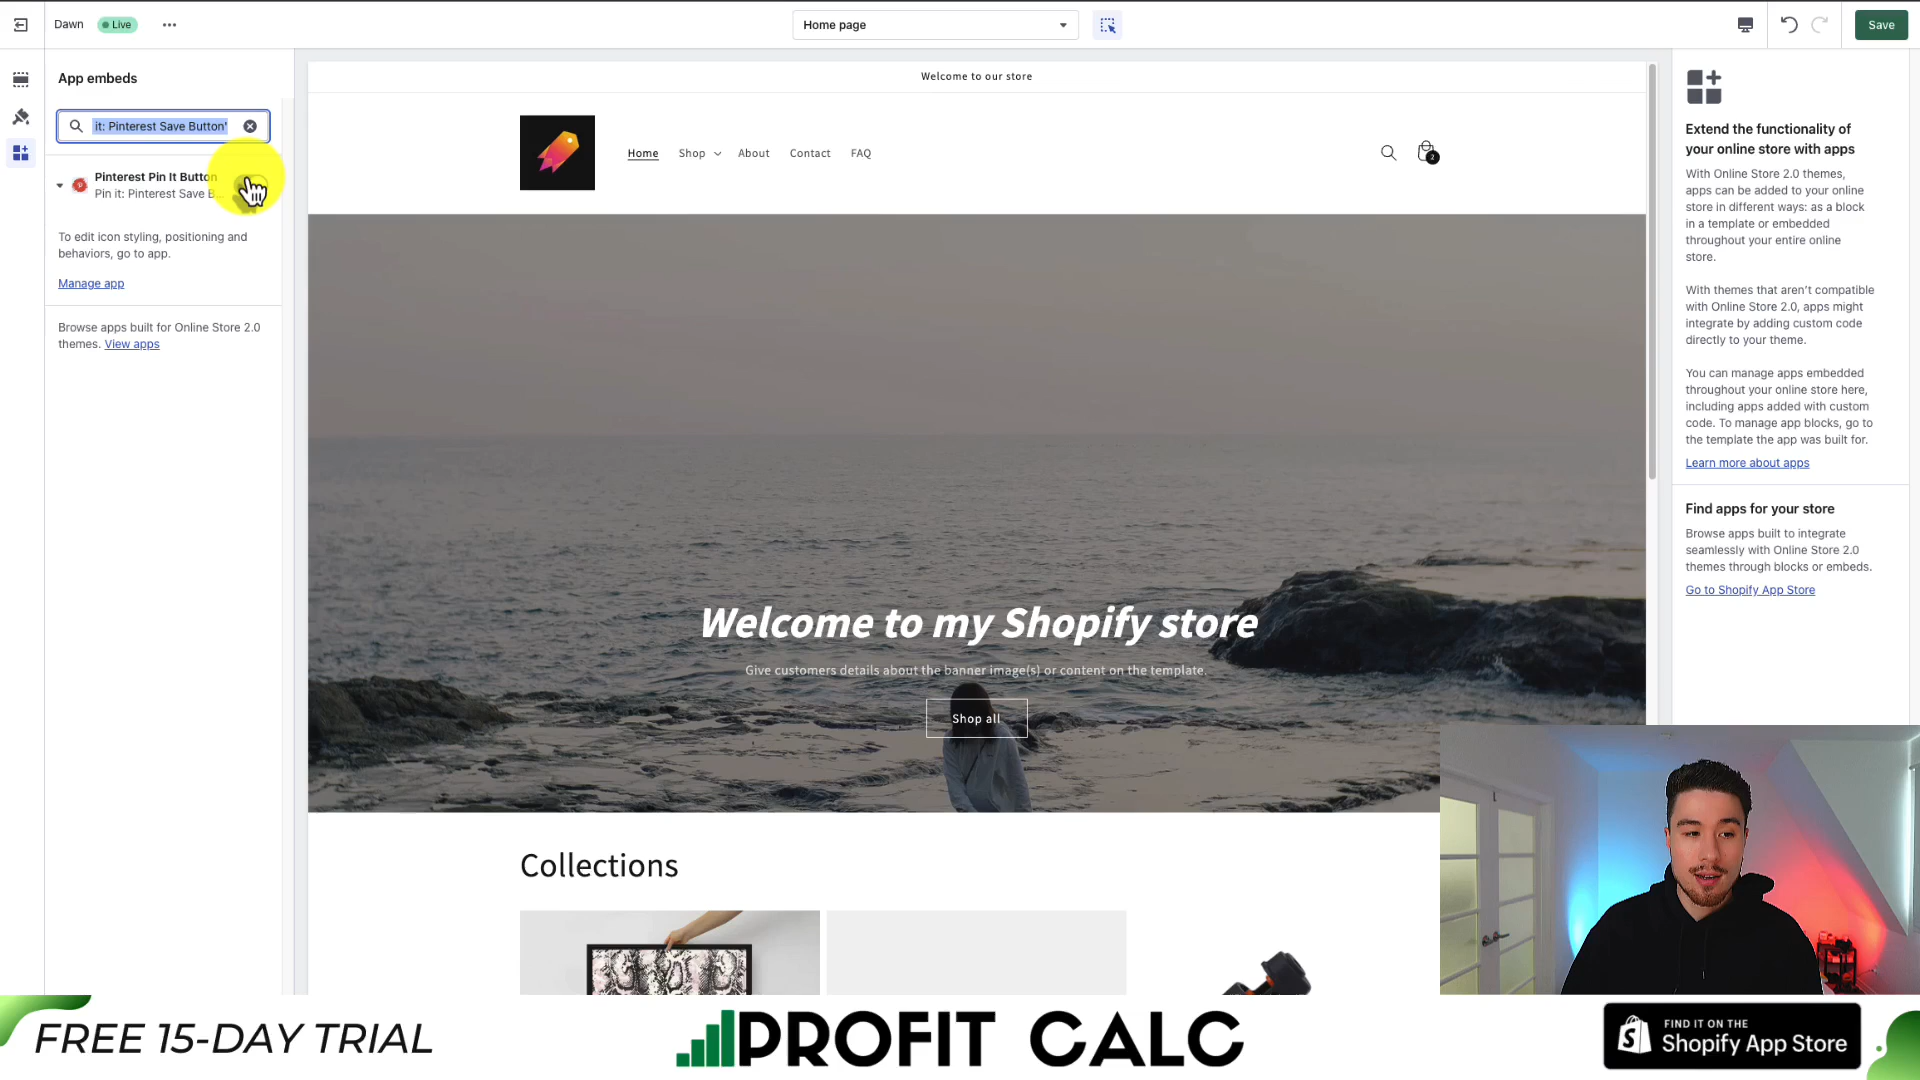 Dawn
Live
Home page
Save
App embeds
it: Pinterest Save Button'
Pinterest Pin It Button
Pin it: Pinterest Save B...
To edit icon styling, positioning and
behaviors, go to app.
Manage app
Browse apps built for Online Store 2.0
themes. View apps
Welcome to our store
Home
Shop
About
Contact
FAQ
2
Welcome to my Shopify store
Give customers details about the banner image(s) or content on the template.
Shop all
Collections
Extend the functionality of
your online store with apps
With Online Store 2.0 themes,
apps can be added to your online
store in different ways: as a block
in a template or embedded
throughout your entire online
store.
With themes that aren't compatible
with Online Store 2.0, apps might
integrate by adding custom code
directly to your theme.
You can manage apps embedded
throughout your online store here,
including apps added with custom
code. To manage app blocks, go to
the template the app was built for.
Learn more about apps
Find apps for your store
Browse apps built to integrate
seamlessly with Online Store 2.0
themes through blocks or embeds.
Go to Shopify App Store
FREE 15-DAY TRIAL
PROFIT CALC
FIND IT ON THE
Shopify App Store